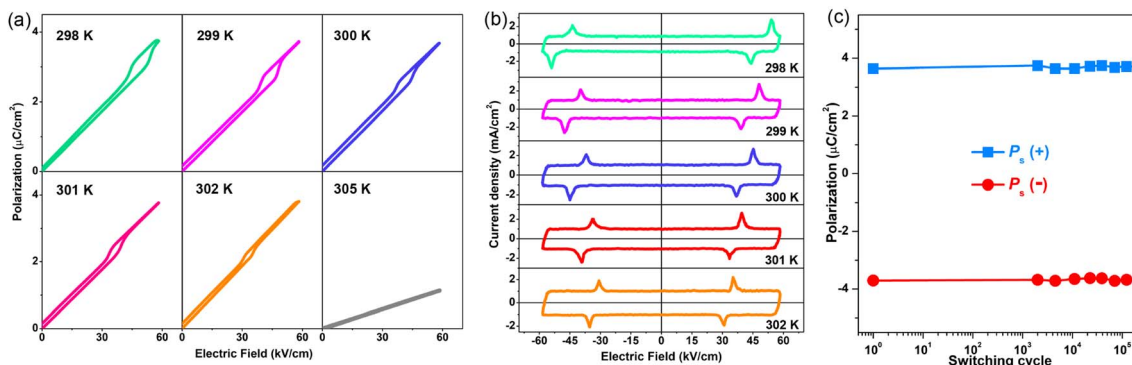 (a)
298 K
299 K
300 K
301 K
302 K
305 K
4
2
0
4
2
0
0
30
60
0
30
60
0
30
60
Polarization (μC/cm²)
Electric Field (kV/cm)
(b)
298 K
299 K
300 K
301 K
302 K
2
0
-2
2
0
-2
2
0
-2
2
0
-2
2
0
-2
-60
-45
-30
-15
0
15
30
45
60
Current density (mA/cm²)
Electric Field (kV/cm)
(c)
4
2
0
-2
-4
Pₛ (+)
Pₛ (-)
10⁰
10¹
10²
10³
10⁴
10⁵
Polarization (μC/cm²)
Switching cycle